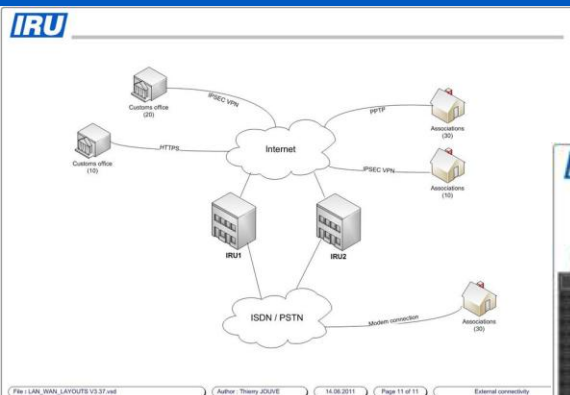 IRU
IPSEC VPN
Customs office
(20)
PPTP
Associations
(30)
HTTPS
Customs office
(10)
Internet
IPSEC VPN
Associations
(10)
IRU1
IRU2
ISDN / PSTN
Modem connection
Associations
(30)
File : LAN_WAN_LAYOUTS V3.37.vsd
Author : Thierry JOUVE
14.08.2011
Page 11 of 11
External connectivity